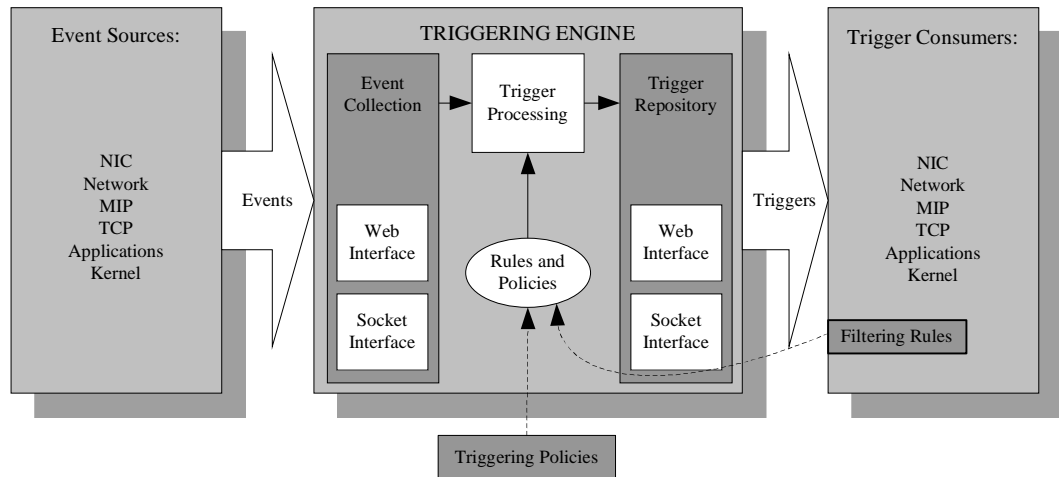 Event Sources:
NIC
Network
MIP
TCP
Applications
Kernel
Events
TRIGGERING ENGINE
Event
Collection
Web
Interface
Socket
Interface
Trigger
Processing
Rules and
Policies
Trigger
Repository
Web
Interface
Socket
Interface
Triggers
Trigger Consumers:
NIC
Network
MIP
TCP
Applications
Kernel
Filtering Rules
Triggering Policies